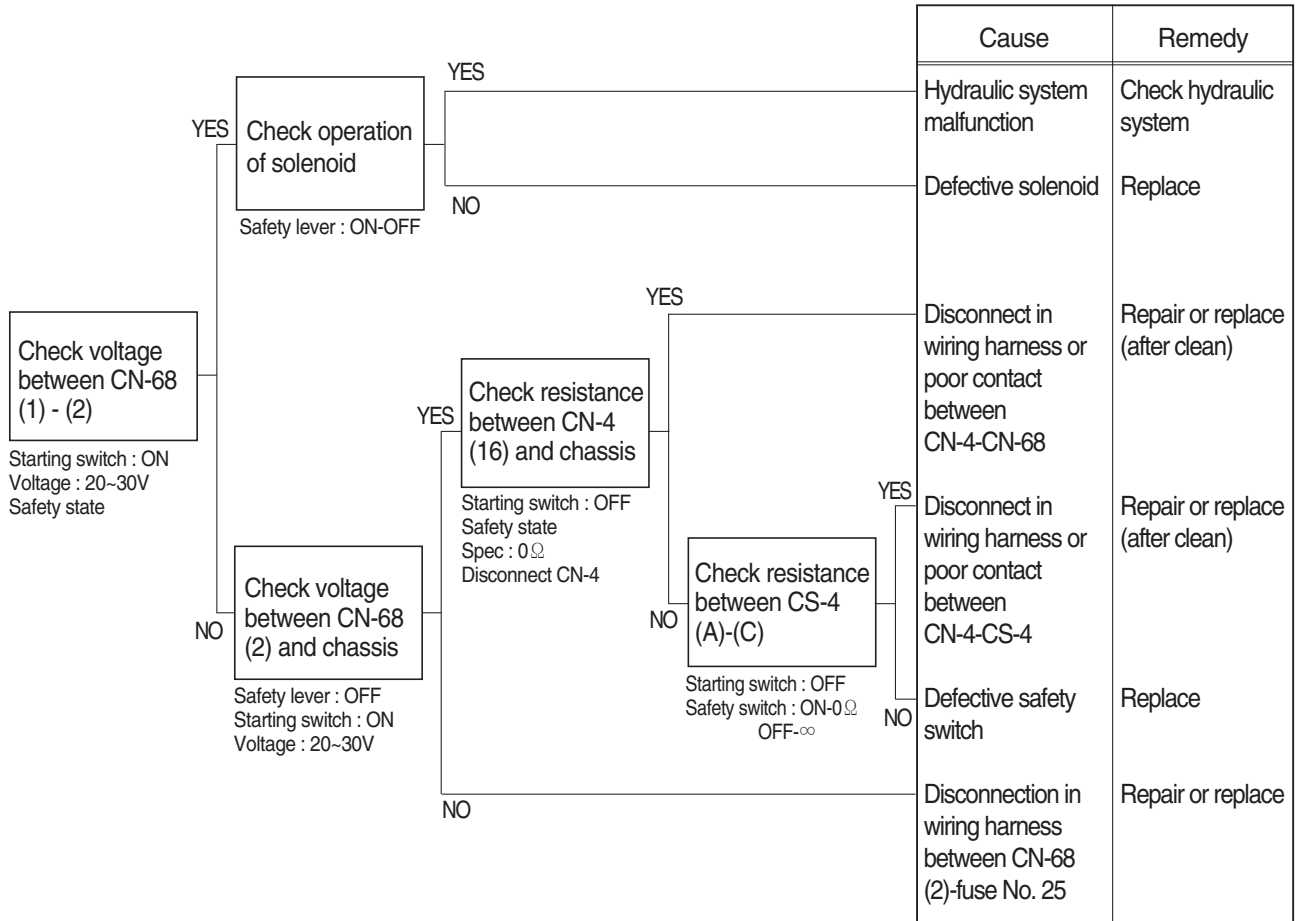 Cause
Remedy
YES
Hydraulic system
malfunction
Check hydraulic
system
YES
Check operation
of solenoid
Defective solenoid
Replace
NO
Safety lever : ON-OFF
YES
Disconnect in
wiring harness or
poor contact
between
CN-4-CN-68
Repair or replace
(after clean)
Check voltage
between CN-68
(1) - (2)
Starting switch : ON
Voltage : 20~30V
Safety state
YES
Check resistance
between CN-4
(16) and chassis
Starting switch : OFF
Safety state
Spec : 0Ω
Disconnect CN-4
YES
Disconnect in
wiring harness or
poor contact
between
CN-4-CS-4
Repair or replace
(after clean)
NO
Check voltage
between CN-68
(2) and chassis
Safety lever : OFF
Starting switch : ON
Voltage : 20~30V
NO
Check resistance
between CS-4
(A)-(C)
Starting switch : OFF
Safety switch : ON-0Ω
OFF-∞
NO
Defective safety
switch
Replace
NO
Disconnection in
wiring harness
between CN-68
(2)-fuse No. 25
Repair or replace